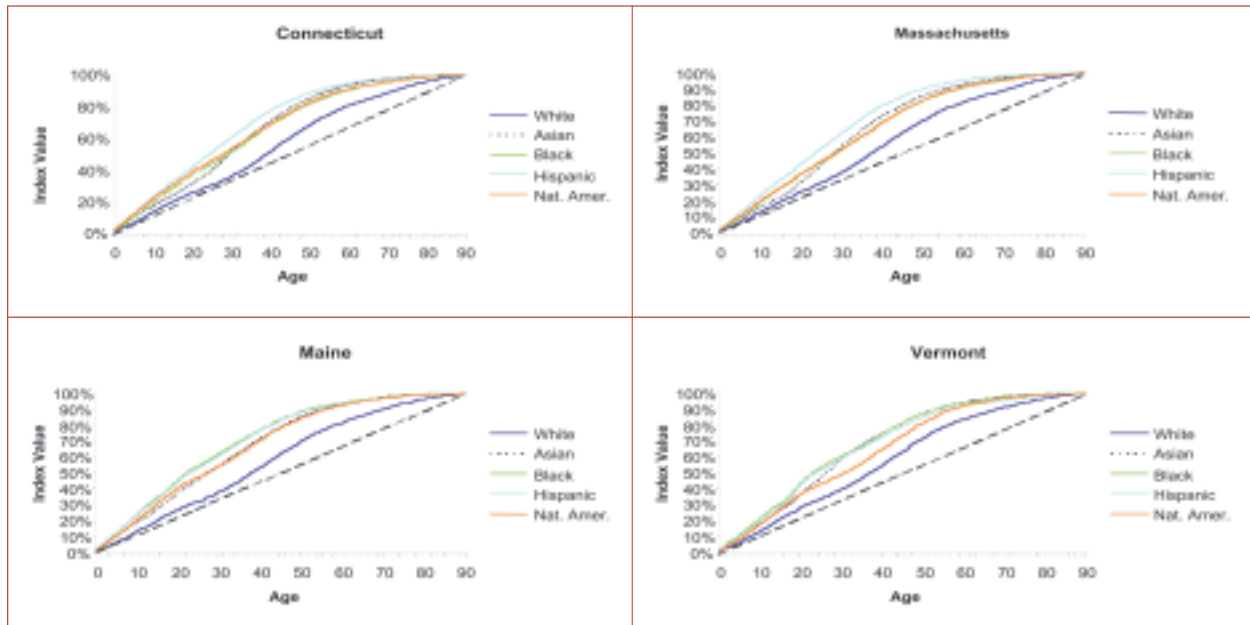 Connecticut
100%
80%
60%
40%
20%
0%
Index Value
0 10 20 30 40 50 60 70 80 90
Age
White
Asian
Black
Hispanic
Nat. Amer.
Massachusetts
100%
90%
80%
70%
60%
50%
40%
30%
20%
10%
0%
Index Value
0 10 20 30 40 50 60 70 80 90
Age
White
Asian
Black
Hispanic
Nat. Amer.
Maine
100%
90%
80%
70%
60%
50%
40%
30%
20%
10%
0%
Index Value
0 10 20 30 40 50 60 70 80 90
Age
White
Asian
Black
Hispanic
Nat. Amer.
Vermont
100%
90%
80%
70%
60%
50%
40%
30%
20%
10%
0%
Index Value
0 10 20 30 40 50 60 70 80 90
Age
White
Asian
Black
Hispanic
Nat. Amer.